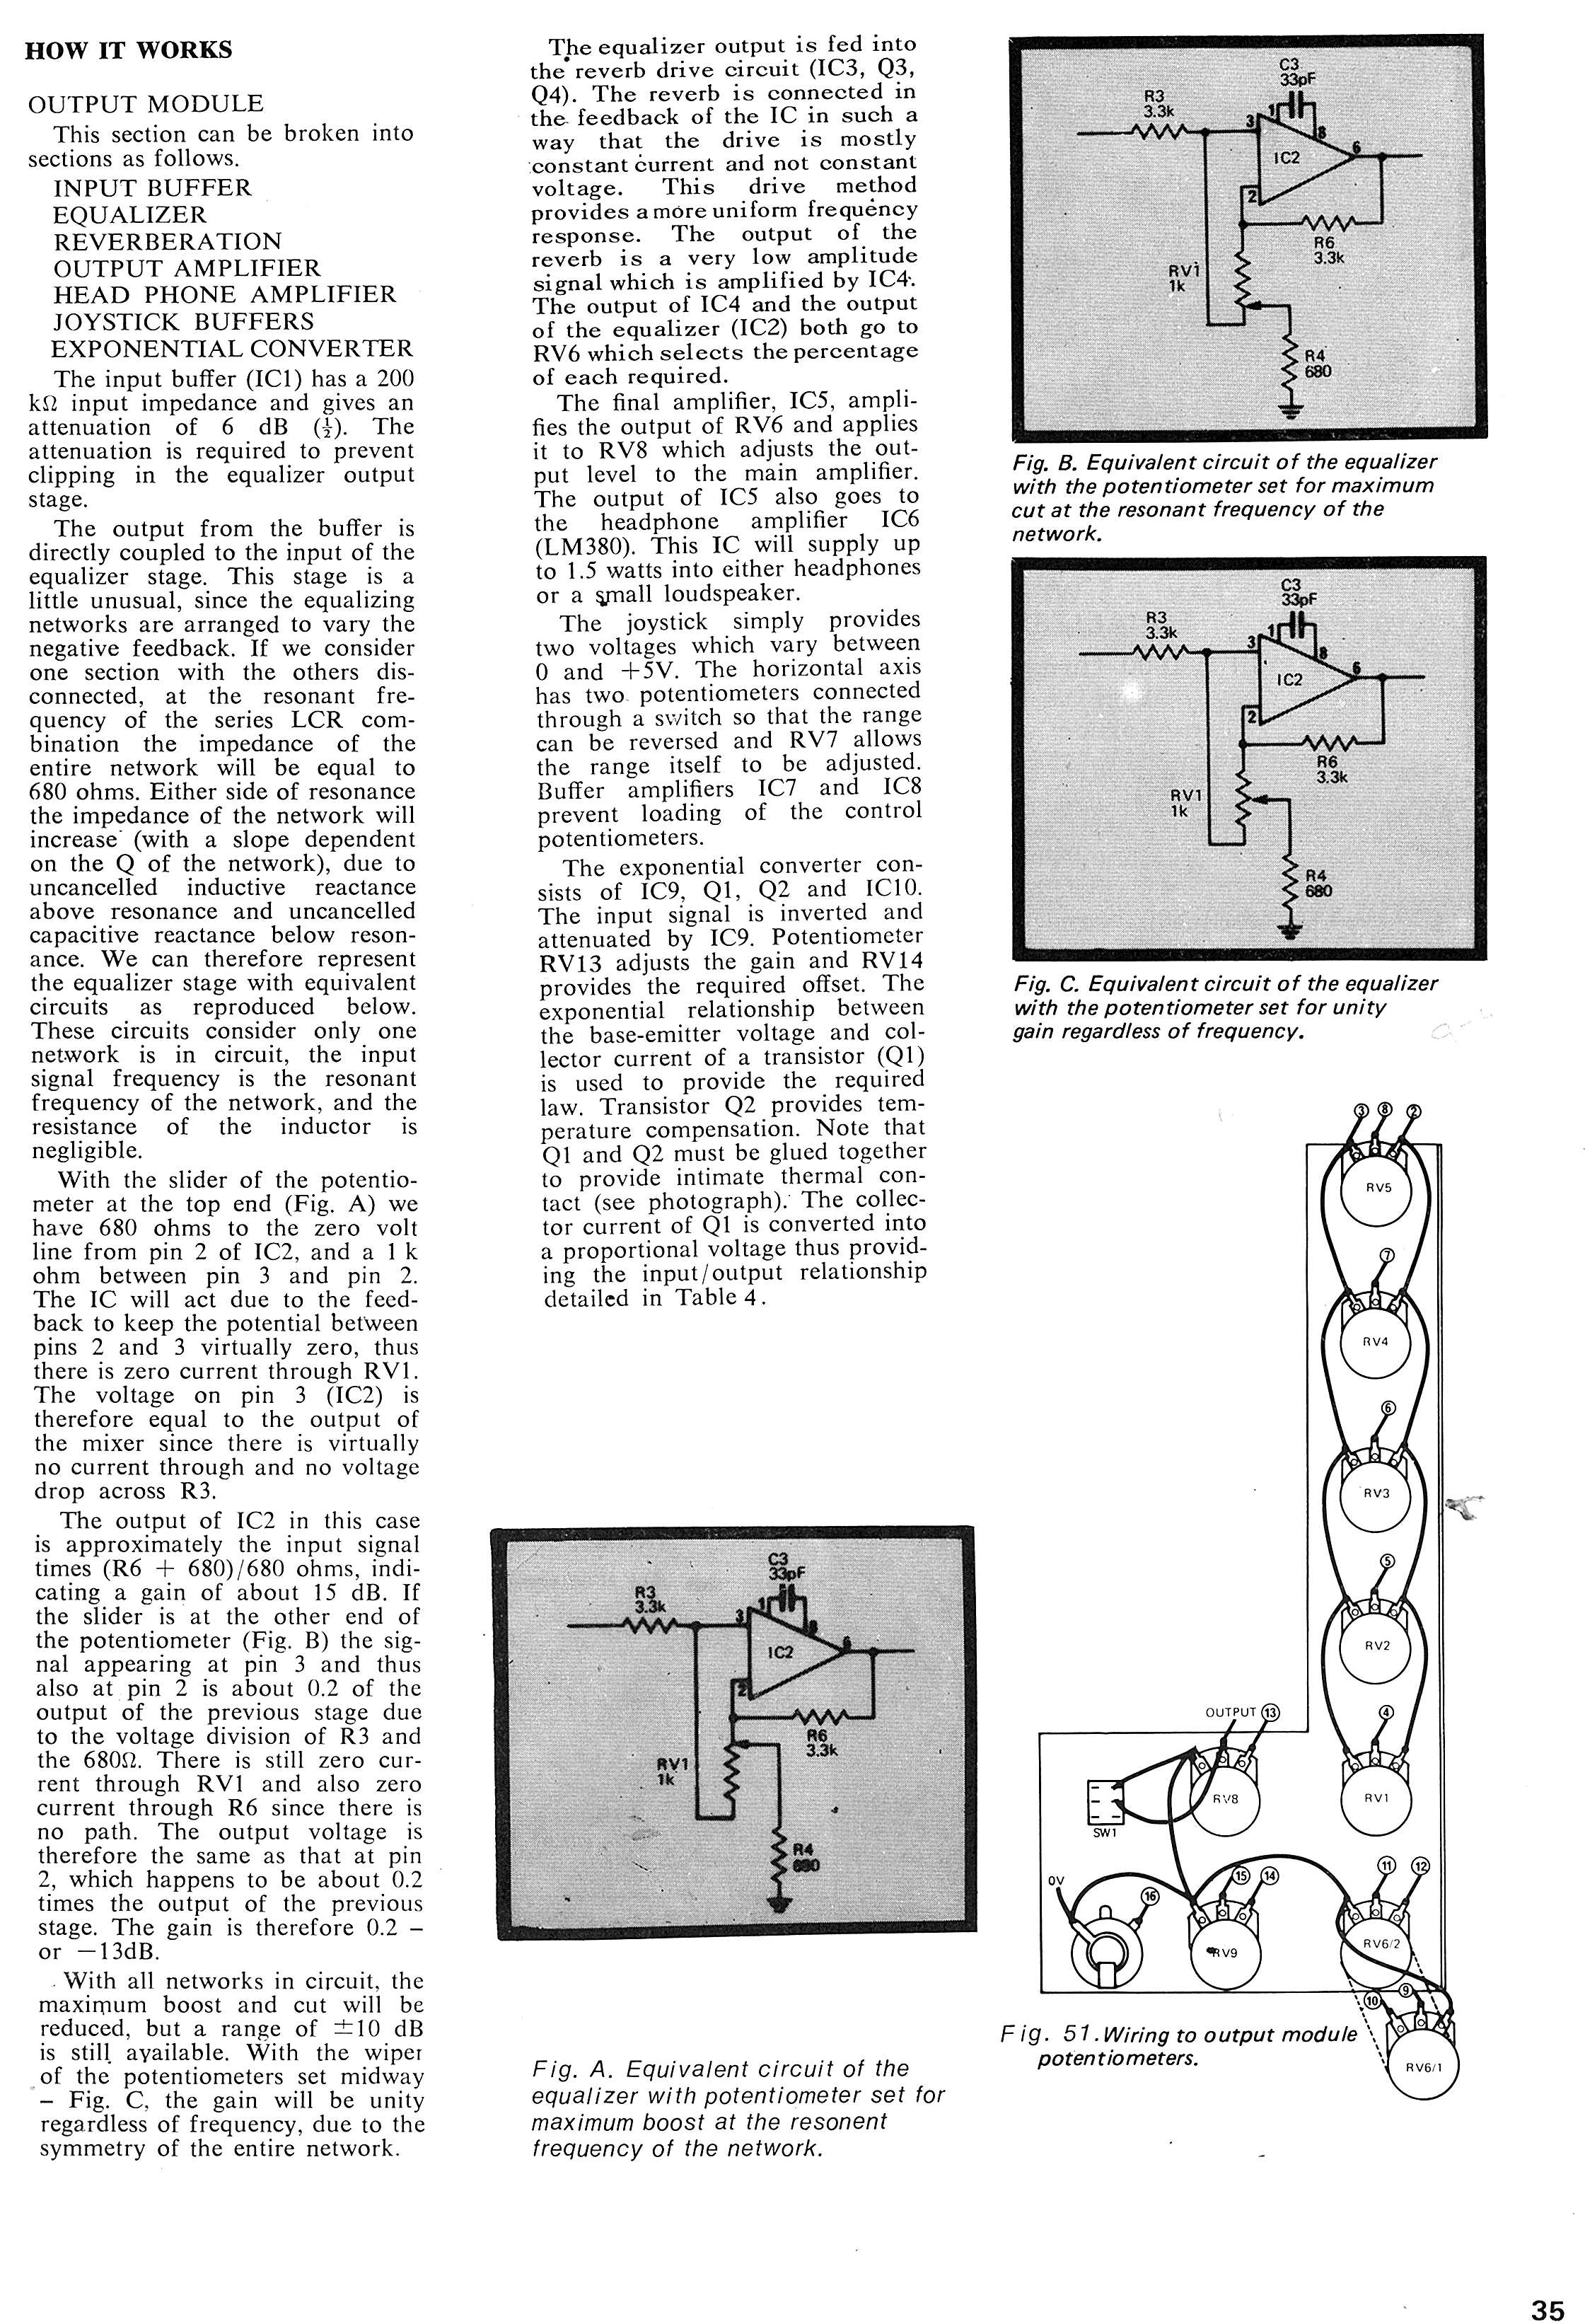 HOW IT WORKS
OUTPUT MODULE
This section can be broken into
sections as follows.
INPUT BUFFER
EQUALIZER
REVERBERATION
OUTPUT AMPLIFIER
HEAD PHONE AMPLIFIER
JOYSTICK BUFFERS
EXPONENTIAL CONVERTER
The input buffer (IC1) has a 200
kΩ input impedance and gives an
attenuation of 6 dB (½). The
attenuation is required to prevent
clipping in the equalizer output
stage.
The output from the buffer is
directly coupled to the input of the
equalizer stage. This stage is a
little unusual, since the equalizing
networks are arranged to vary the
negative feedback. If we consider
one section with the others dis-
connected, at the resonant fre-
quency of the series LCR com-
bination the impedance of the
entire network will be equal to
680 ohms. Either side of resonance
the impedance of the network will
increase (with a slope dependent
on the Q of the network), due to
uncancelled inductive reactance
above resonance and uncancelled
capacitive reactance below reson-
ance. We can therefore represent
the equalizer stage with equivalent
circuits as reproduced below.
These circuits consider only one
network is in circuit, the input
signal frequency is the resonant
frequency of the network, and the
resistance of the inductor is
negligible.
With the slider of the potentio-
meter at the top end (Fig. A) we
have 680 ohms to the zero volt
line from pin 2 of IC2, and a 1 k
ohm between pin 3 and pin 2.
The IC will act due to the feed-
back to keep the potential between
pins 2 and 3 virtually zero, thus
there is zero current through RV1.
The voltage on pin 3 (IC2) is
therefore equal to the output of
the mixer since there is virtually
no current through and no voltage
drop across R3.
The output of IC2 in this case
is approximately the input signal
times (R6 + 680)/680 ohms, indi-
cating a gain of about 15 dB. If
the slider is at the other end of
the potentiometer (Fig. B) the sig-
nal appearing at pin 3 and thus
also at pin 2 is about 0.2 of the
output of the previous stage due
to the voltage division of R3 and
the 680Ω. There is still zero cur-
rent through RV1 and also zero
current through R6 since there is
no path. The output voltage is
therefore the same as that at pin
2, which happens to be about 0.2
times the output of the previous
stage. The gain is therefore 0.2 –
or —13dB.
With all networks in circuit, the
maximum boost and cut will be
reduced, but a range of ±10 dB
is still available. With the wiper
of the potentiometers set midway
– Fig. C, the gain will be unity
regardless of frequency, due to the
symmetry of the entire network.
The equalizer output is fed into
the reverb drive circuit (IC3, Q3,
Q4). The reverb is connected in
the feedback of the IC in such a
way that the drive is mostly
constant current and not constant
voltage. This drive method
provides a more uniform frequency
response. The output of the
reverb is a very low amplitude
signal which is amplified by IC4.
The output of IC4 and the output
of the equalizer (IC2) both go to
RV6 which selects the percentage
of each required.
The final amplifier, IC5, ampli-
fies the output of RV6 and applies
it to RV8 which adjusts the out-
put level to the main amplifier.
The output of IC5 also goes to
the headphone amplifier IC6
(LM380). This IC will supply up
to 1.5 watts into either headphones
or a small loudspeaker.
The joystick simply provides
two voltages which vary between
0 and +5V. The horizontal axis
has two potentiometers connected
through a switch so that the range
can be reversed and RV7 allows
the range itself to be adjusted.
Buffer amplifiers IC7 and IC8
prevent loading of the control
potentiometers.
The exponential converter con-
sists of IC9, Q1, Q2 and IC10.
The input signal is inverted and
attenuated by IC9. Potentiometer
RV13 adjusts the gain and RV14
provides the required offset. The
exponential relationship between
the base-emitter voltage and col-
lector current of a transistor (Q1)
is used to provide the required
law. Transistor Q2 provides tem-
perature compensation. Note that
Q1 and Q2 must be glued together
to provide intimate thermal con-
tact (see photograph). The collec-
tor current of Q1 is converted into
a proportional voltage thus provid-
ing the input/output relationship
detailed in Table 4.
C3
33pF
R3
3.3k
1
3
8
IC2
6
2
R6
3.3k
RV1
1k
R4
680
Fig. A. Equivalent circuit of the
equalizer with potentiometer set for
maximum boost at the resonent
frequency of the network.
C3
33pF
R3
3.3k
1
3
8
IC2
6
2
R6
3.3k
RV1
1k
R4
680
Fig. B. Equivalent circuit of the equalizer
with the potentiometer set for maximum
cut at the resonant frequency of the
network.
C3
33pF
R3
3.3k
1
3
8
IC2
6
2
R6
3.3k
RV1
1k
R4
680
Fig. C. Equivalent circuit of the equalizer
with the potentiometer set for unity
gain regardless of frequency.
3 8 2
RV5
7
RV4
6
RV3
5
RV2
4
RV1
OUTPUT 13
RV8
SW1
0V
16
15 14
RV9
11 12
RV6/2
10 9
RV6/1
Fig. 51. Wiring to output module
potentiometers.
35